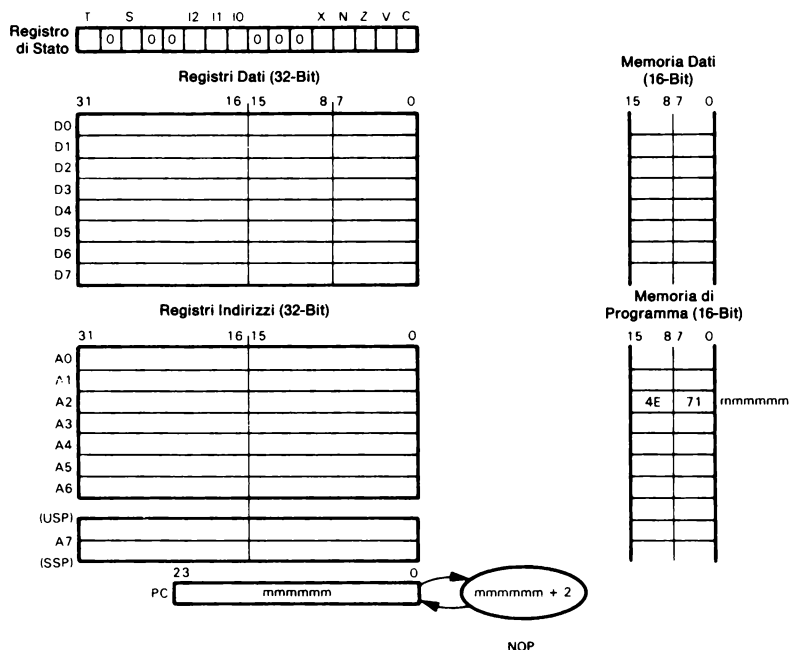 T S I2 I1 I0 X N Z V C
Registro di Stato
0 0 0 0 0 0
Registri Dati (32-Bit)
31 16 15 8 7 0
D0
D1
D2
D3
D4
D5
D6
D7
Memoria Dati
(16-Bit)
15 8 7 0
Registri Indirizzi (32-Bit)
31 16 15 0
A0
A1
A2
A3
A4
A5
A6
(USP)
A7
(SSP)
Memoria di
Programma (16-Bit)
15 8 7 0
4E 71 mmmmmm
23 0
PC mmmmmm
mmmmmm + 2
NOP